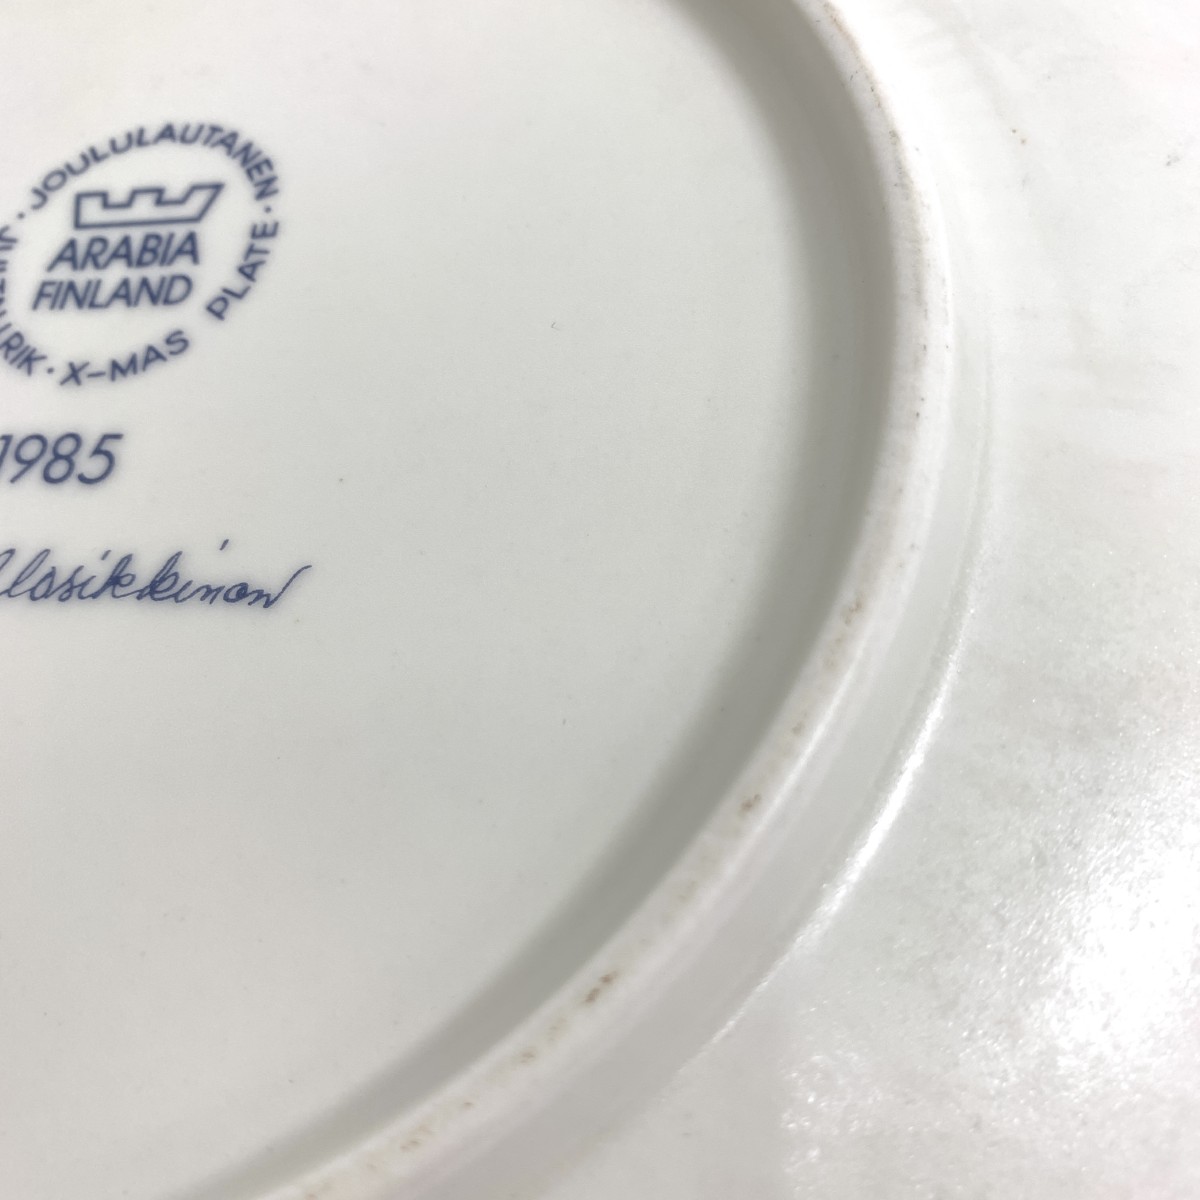 · JOULULAUTANEN · X-MAS PLATE ·
ARABIA
FINLAND
1985